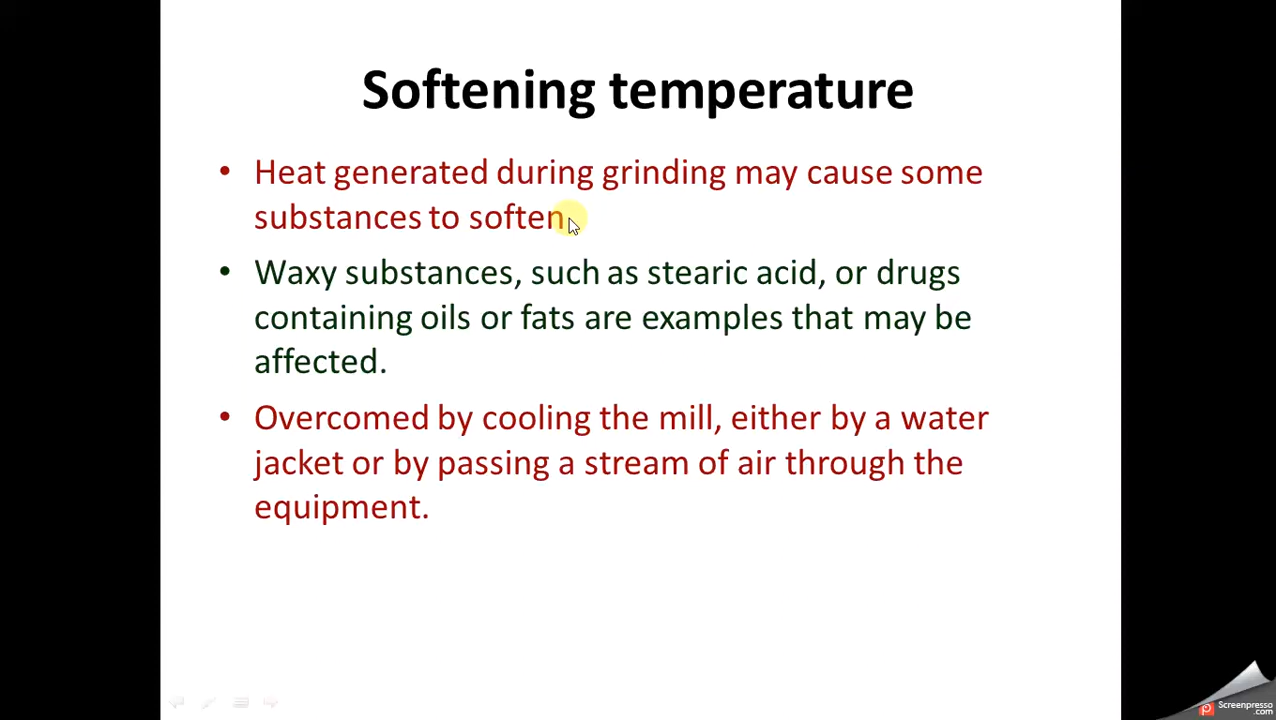 Softening temperature
• Heat generated during grinding may cause some
substances to soften
• Waxy substances, such as stearic acid, or drugs
containing oils or fats are examples that may be
affected.
• Overcomed by cooling the mill, either by a water
jacket or by passing a stream of air through the
equipment.
Screenpresso
.com